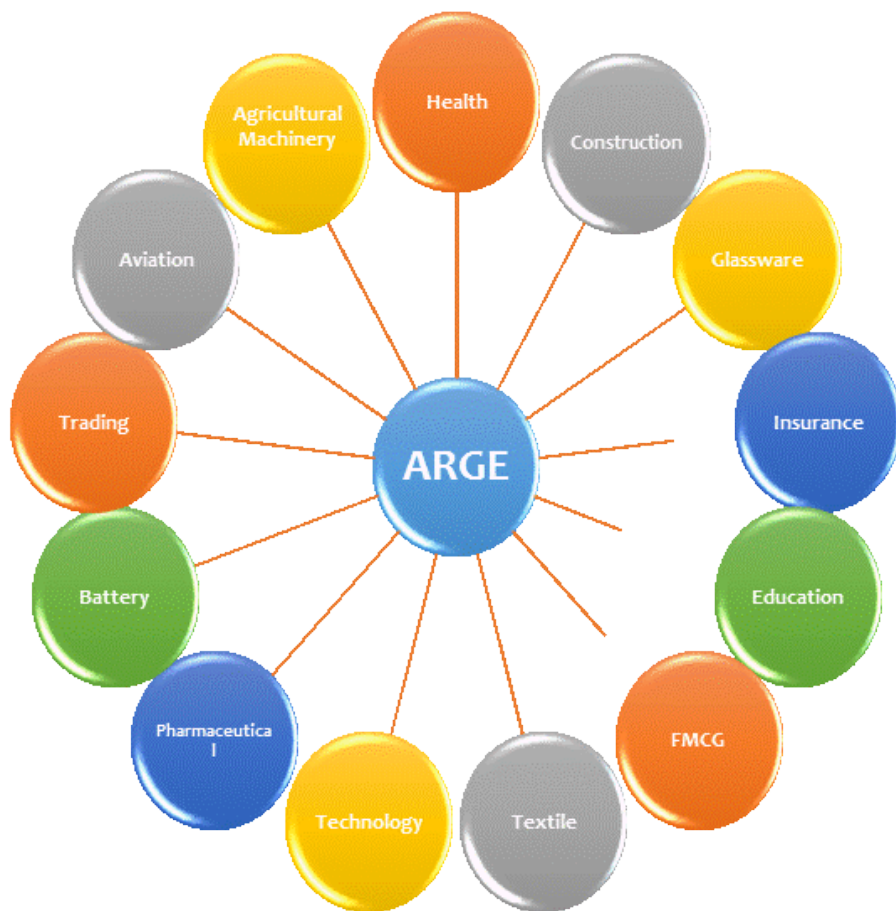 Health
Construction
Glassware
Insurance
Education
FMCG
Textile
Technology
Pharmaceutica
l
Battery
Trading
Aviation
Agricultural
Machinery
ARGE